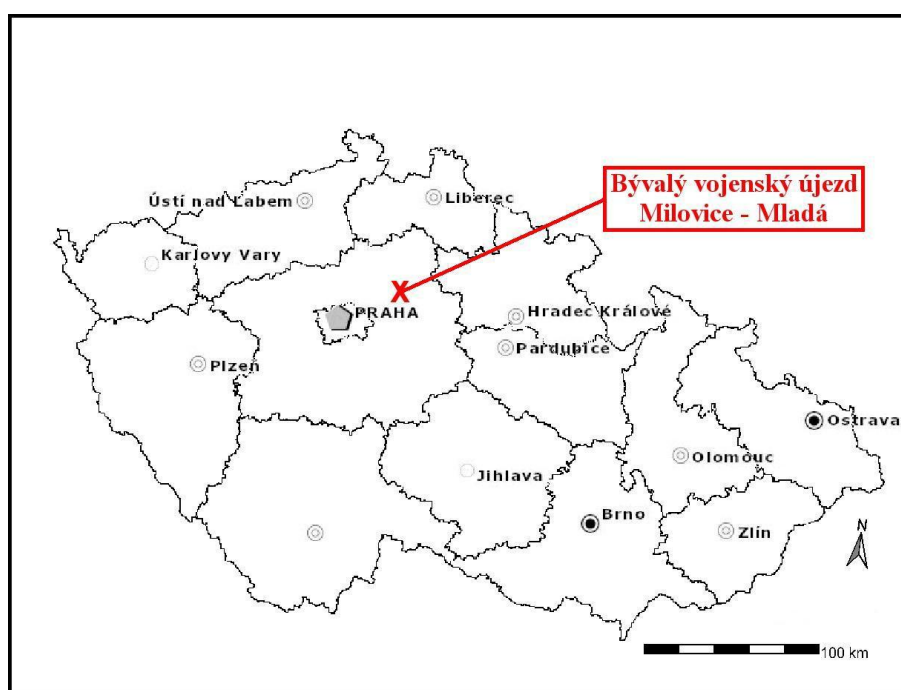 Bývalý vojenský újezd
Milovice - Mladá
Ústí nad Labem
Liberec
Karlovy Vary
PRAHA
Hradec Králové
Pardubice
Plzeň
Ostrava
Olomouc
Jihlava
Brno
Zlín
N
100 km